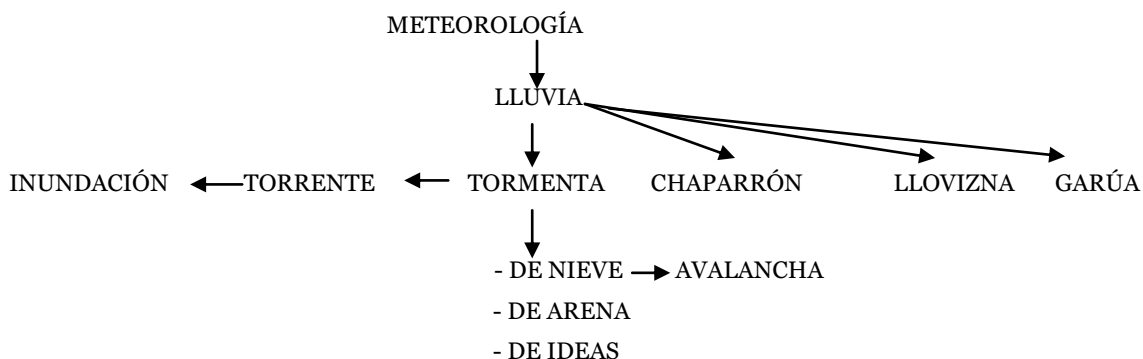 METEOROLOGÍA
LLUVIA
INUNDACIÓN TORRENTE TORMENTA CHAPARRÓN LLOVIZNA GARÚA
- DE NIEVE AVALANCHA
- DE ARENA
- DE IDEAS